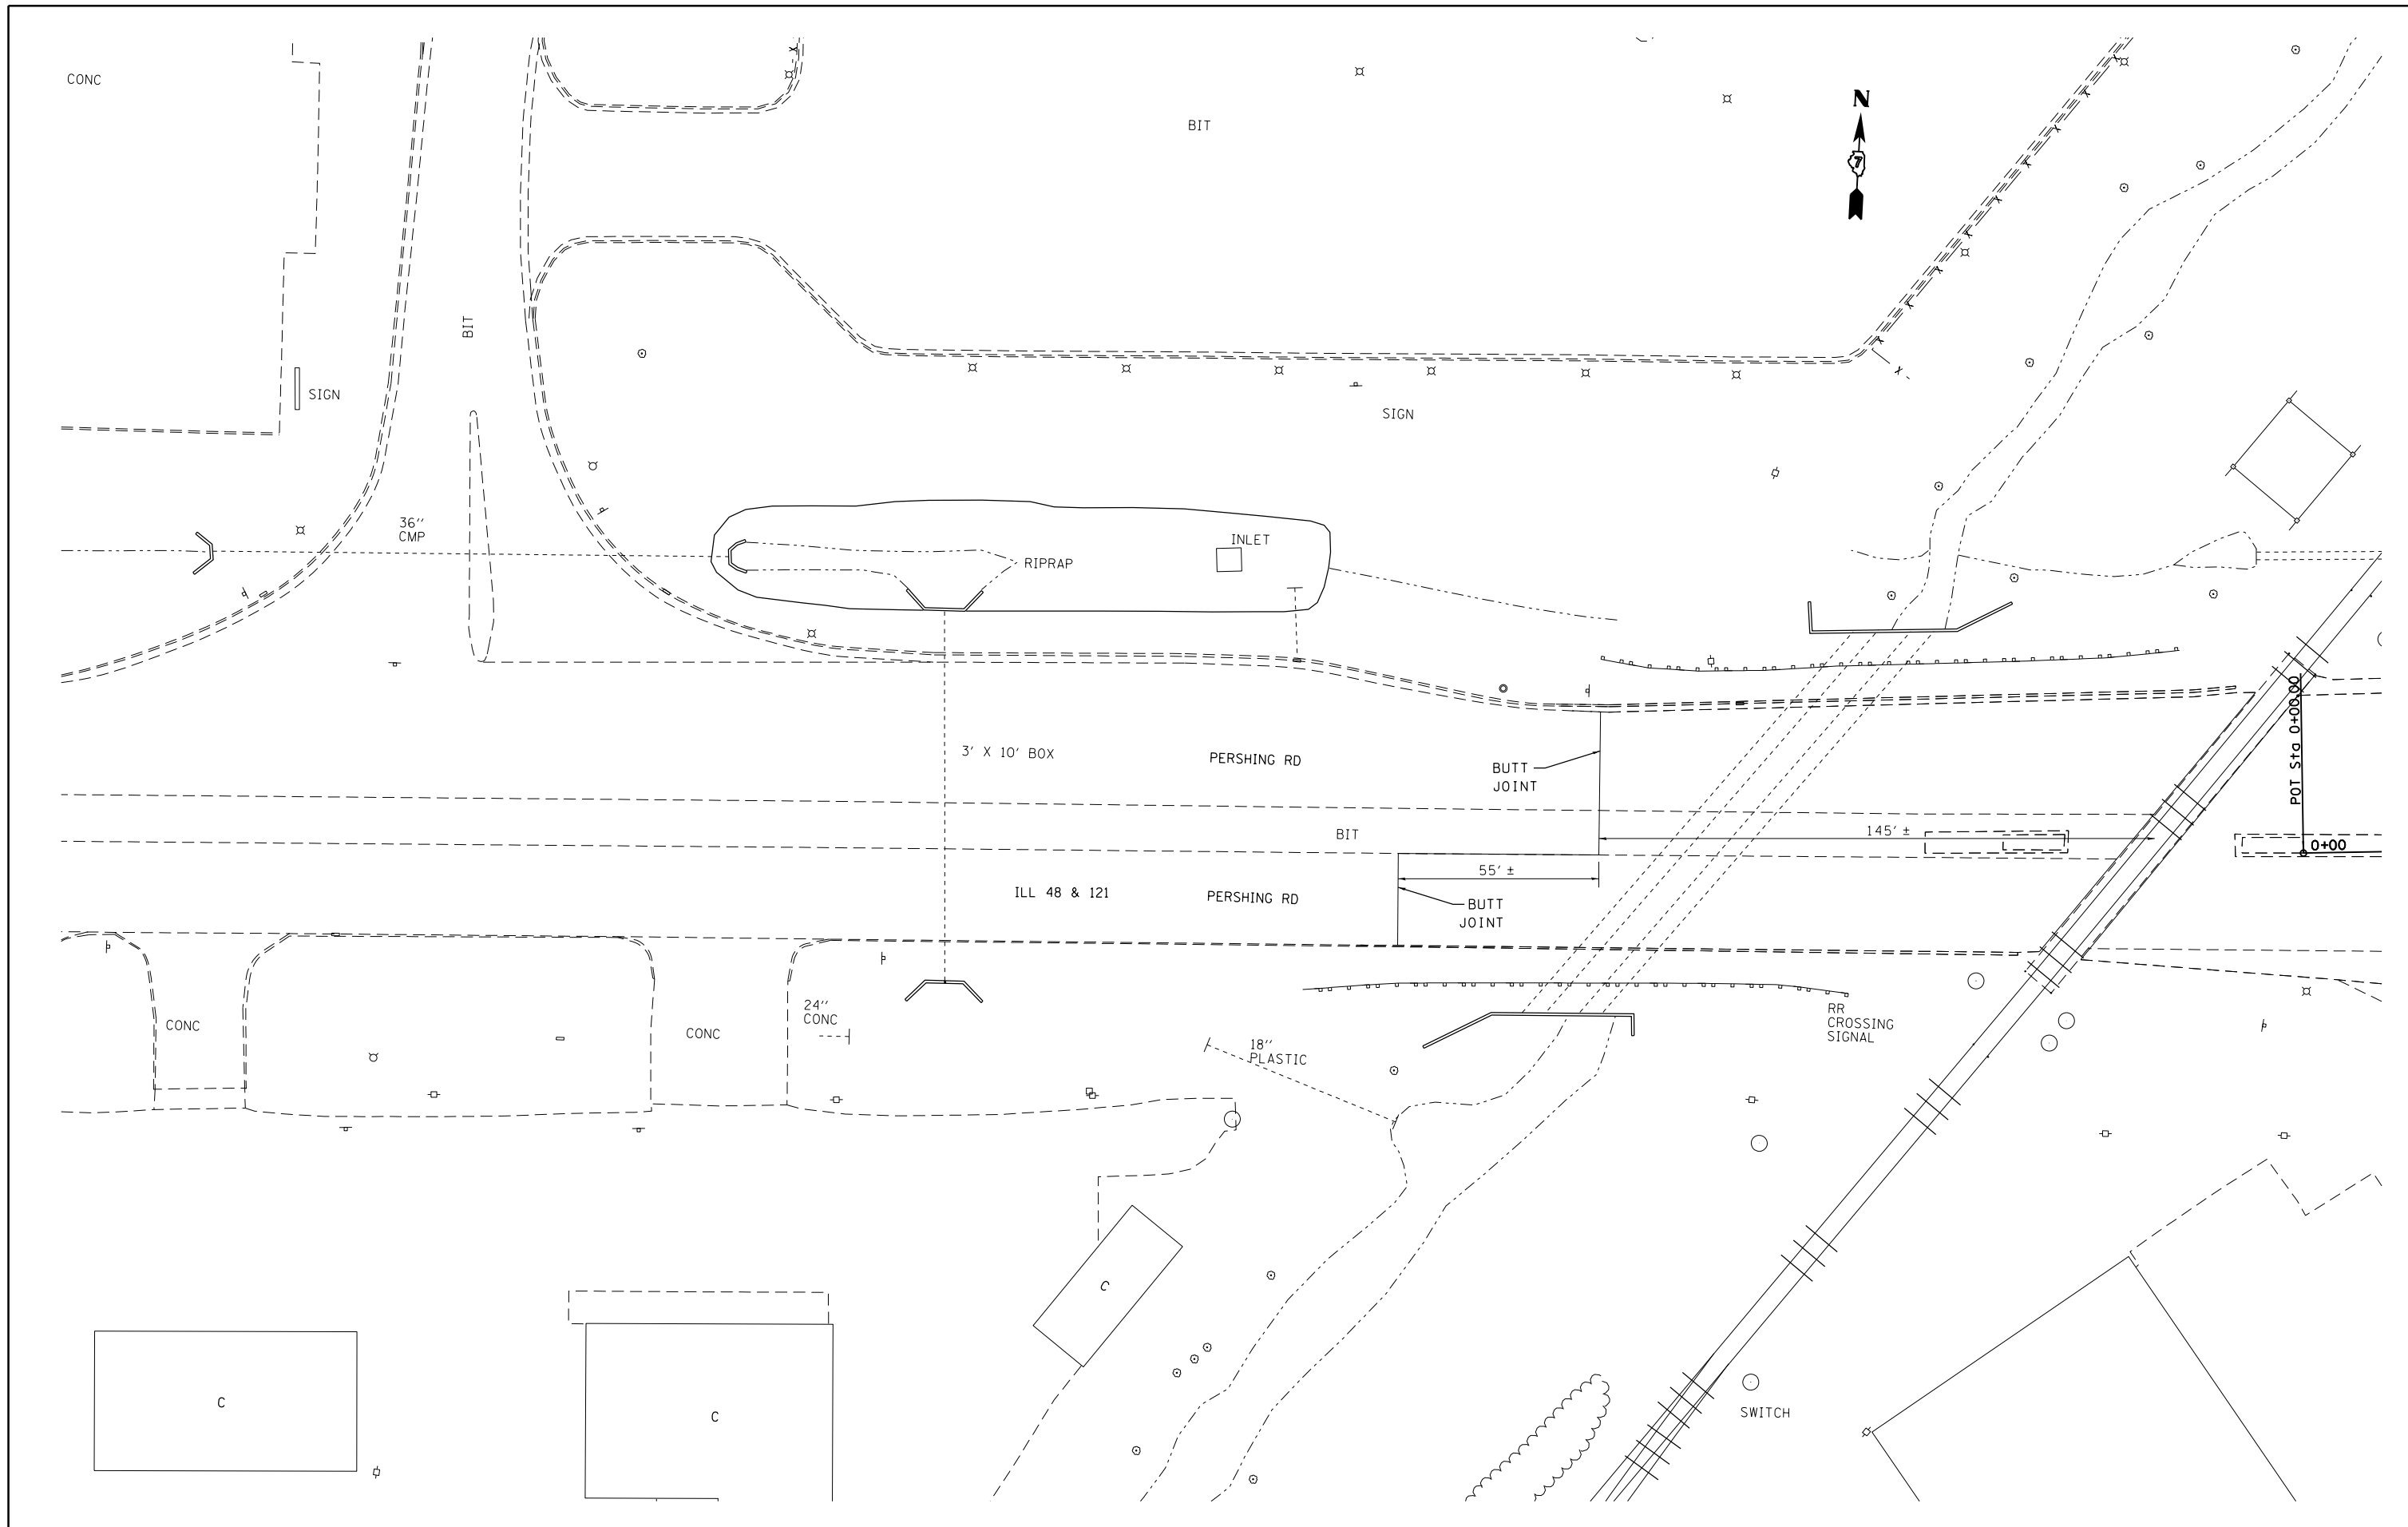 CONC
N
BIT
7
BIT
SIGN
SIGN
36''
CMP
INLET
RIPRAP
POT Sta 0+00.00
3' X 10' BOX
PERSHING RD
BUTT
JOINT
BIT
145' ±
0+00
55' ±
ILL 48 & 121
PERSHING RD
BUTT
JOINT
24''
CONC
CONC
CONC
RR
CROSSING
SIGNAL
18''
PLASTIC
C
C
C
SWITCH